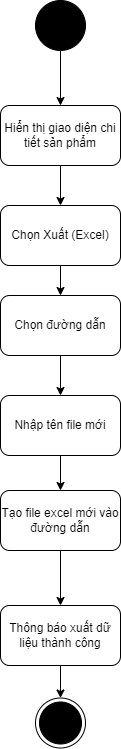 Hiển thị giao diện chi
tiết sản phẩm
Chọn Xuất (Excel)
Chọn đường dẫn
Nhập tên file mới
Tạo file excel mới vào
đường dẫn
Thông báo xuất dữ
liệu thành công